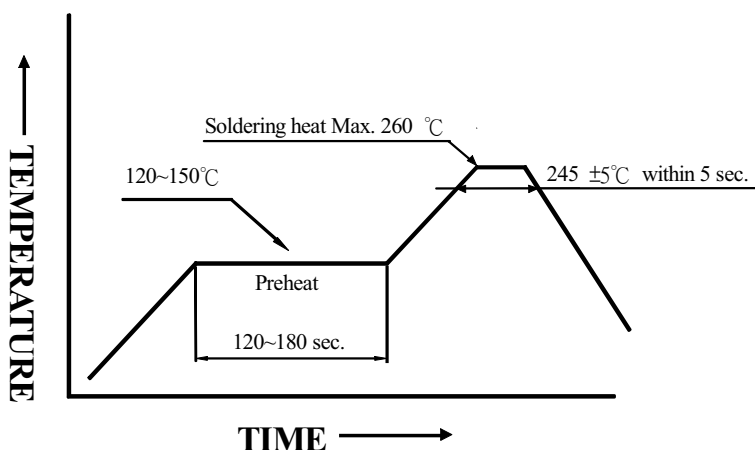 Soldering heat Max. 260 ℃
120~150℃
245 ±5℃ within 5 sec.
Preheat
120~180 sec.
TEMPERATURE
TIME